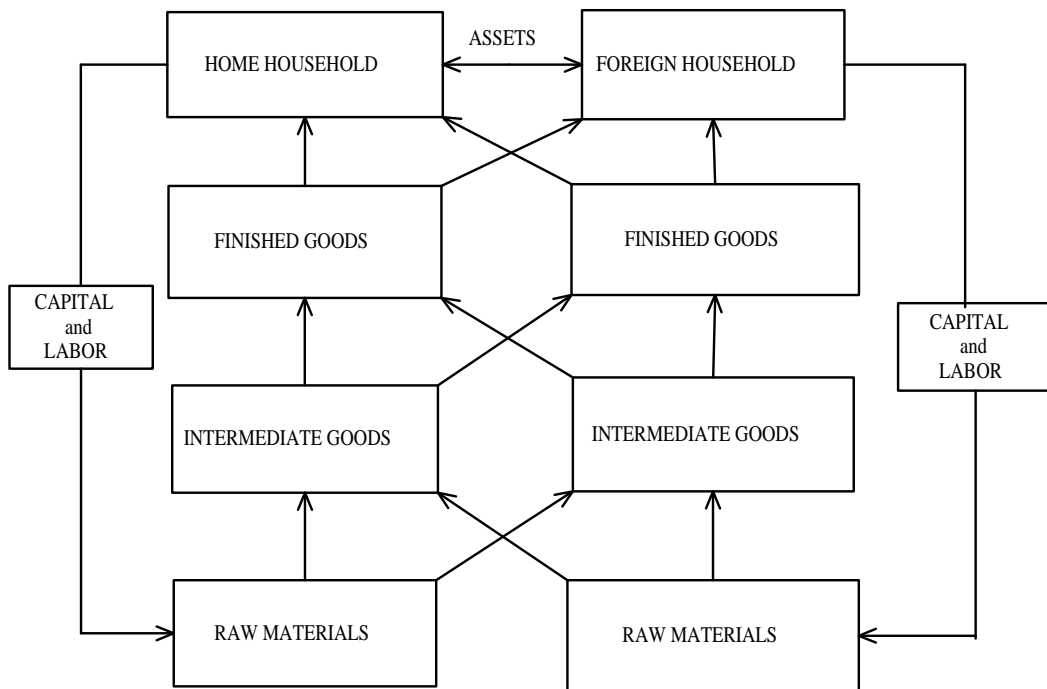 ASSETS
HOME HOUSEHOLD
FOREIGN HOUSEHOLD
FINISHED GOODS
FINISHED GOODS
CAPITAL
and
LABOR
CAPITAL
and
LABOR
INTERMEDIATE GOODS
INTERMEDIATE GOODS
RAW MATERIALS
RAW MATERIALS